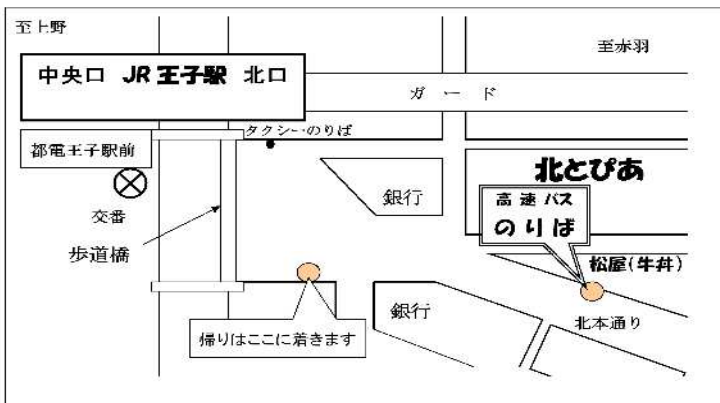 至上野
至赤羽
中央口 JR王子駅 北口
ガード
タクシーのりば
都電王子駅前
北とぴあ
銀行
高速バス
のりば
交番
歩道橋
松屋(牛丼)
銀行
北本通り
帰りはここに着きます